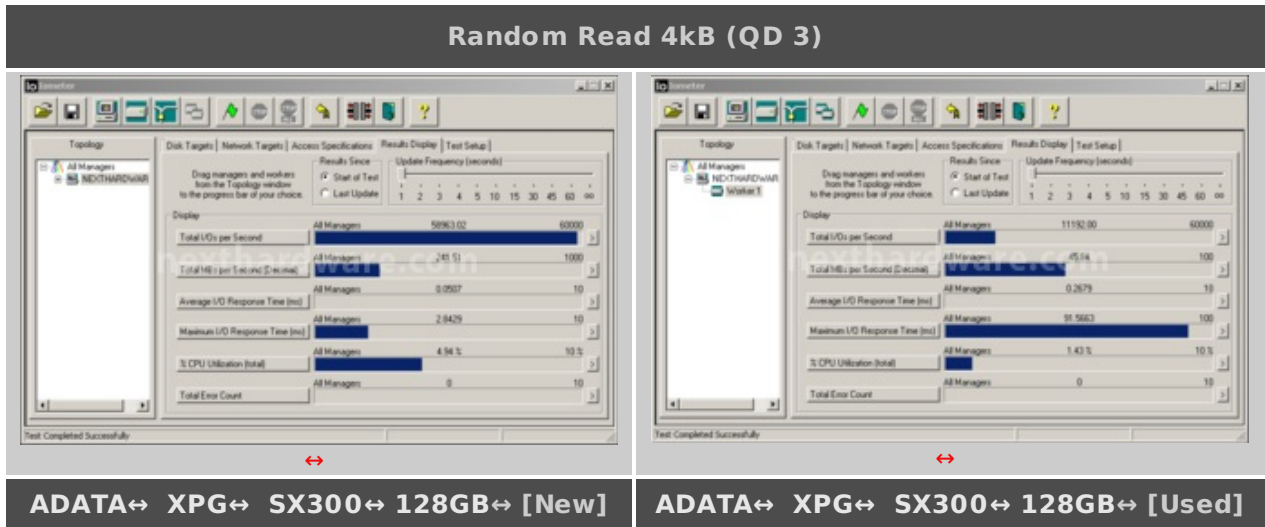 Random Read 4kB (QD 3)
Iometer
Topology
All Managers
NEXTHARDWAR
Disk Targets | Network Targets | Access Specifications | Results Display | Test Setup |
Drag managers and workers
from the Topology window
to the progress bar of your choice.
Results Since
Start of Test
Last Update
Update Frequency (seconds)
1 2 3 4 5 10 15 30 45 60 oo
Display
All Managers 58963.02 60000
Total I/Os per Second
All Managers 241.51 1000
Total MBs per Second (Decimal)
All Managers 0.0507 10
Average I/O Response Time (ms)
All Managers 2.8429 10
Maximum I/O Response Time (ms)
All Managers 4.94 % 10 %
% CPU Utilization (total)
All Managers 0 10
Total Error Count
Test Completed Successfully
nexthardware.com
↔
ADATA↔ XPG↔ SX300↔ 128GB↔ [New]
Iometer
Topology
All Managers
NEXTHARDWAR
Worker 1
Disk Targets | Network Targets | Access Specifications | Results Display | Test Setup |
Drag managers and workers
from the Topology window
to the progress bar of your choice.
Results Since
Start of Test
Last Update
Update Frequency (seconds)
1 2 3 4 5 10 15 30 45 60 oo
Display
All Managers 11192.00 60000
Total I/Os per Second
All Managers 45.84 100
Total MBs per Second (Decimal)
All Managers 0.2679 10
Average I/O Response Time (ms)
All Managers 91.5663 100
Maximum I/O Response Time (ms)
All Managers 1.43 % 10 %
% CPU Utilization (total)
All Managers 0 10
Total Error Count
Test Completed Successfully
nexthardware.com
↔
ADATA↔ XPG↔ SX300↔ 128GB↔ [Used]